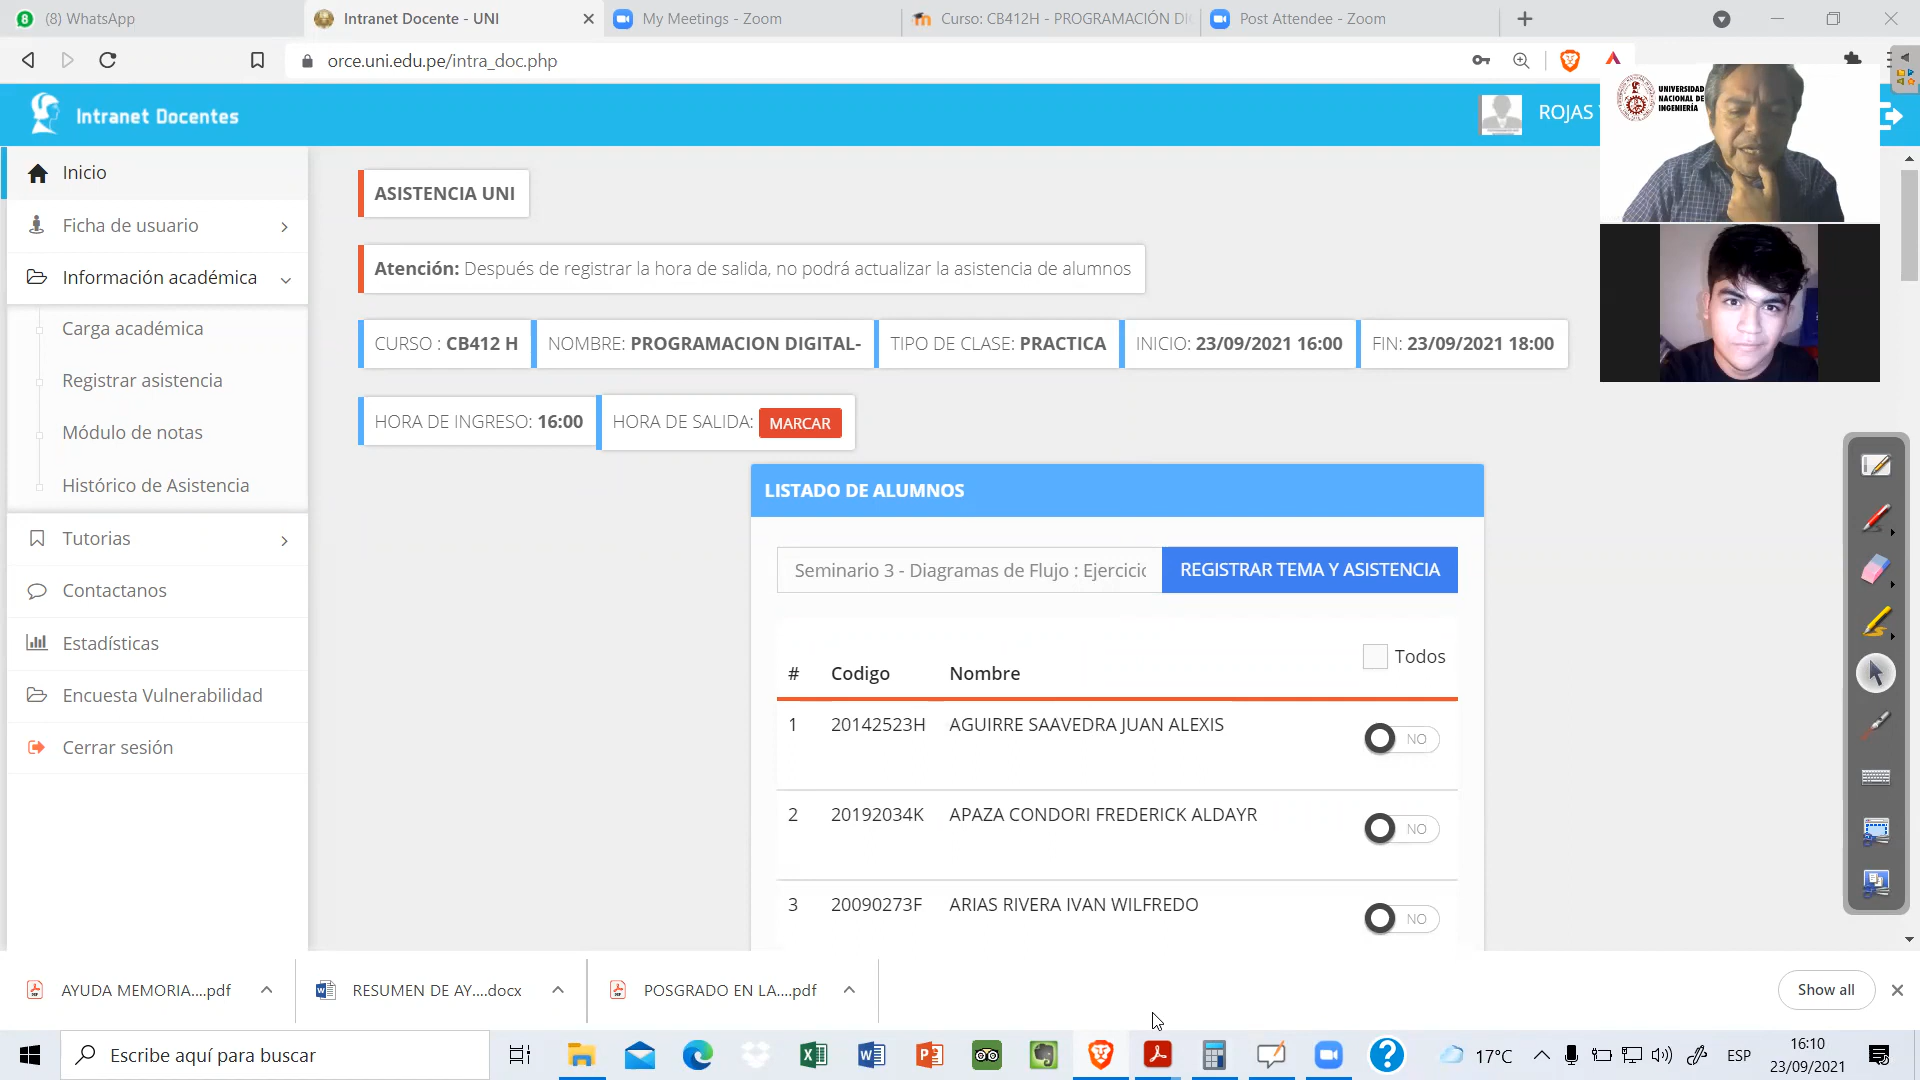 (8) WhatsApp
Intranet Docente - UNI
My Meetings - Zoom
Curso: CB412H - PROGRAMACIÓN DI
Post Attendee - Zoom
orce.uni.edu.pe/intra_doc.php
Intranet Docentes
ROJAS
UNIVERSIDAD
NACIONAL DE
INGENIERÍA
Inicio
Ficha de usuario
Información académica
Carga académica
Registrar asistencia
Módulo de notas
Histórico de Asistencia
Tutorias
Contactanos
Estadísticas
Encuesta Vulnerabilidad
Cerrar sesión
ASISTENCIA UNI
Atención: Después de registrar la hora de salida, no podrá actualizar la asistencia de alumnos
CURSO : CB412 H NOMBRE: PROGRAMACION DIGITAL- TIPO DE CLASE: PRACTICA INICIO: 23/09/2021 16:00 FIN: 23/09/2021 18:00
HORA DE INGRESO: 16:00 HORA DE SALIDA: MARCAR
LISTADO DE ALUMNOS
Seminario 3 - Diagramas de Flujo : Ejercicio REGISTRAR TEMA Y ASISTENCIA
Todos
# Codigo Nombre
1 20142523H AGUIRRE SAAVEDRA JUAN ALEXIS NO
2 20192034K APAZA CONDORI FREDERICK ALDAYR NO
3 20090273F ARIAS RIVERA IVAN WILFREDO NO
AYUDA MEMORIA....pdf
RESUMEN DE AY....docx
POSGRADO EN LA....pdf
Show all
Escribe aquí para buscar
17°C
ESP
16:10
23/09/2021